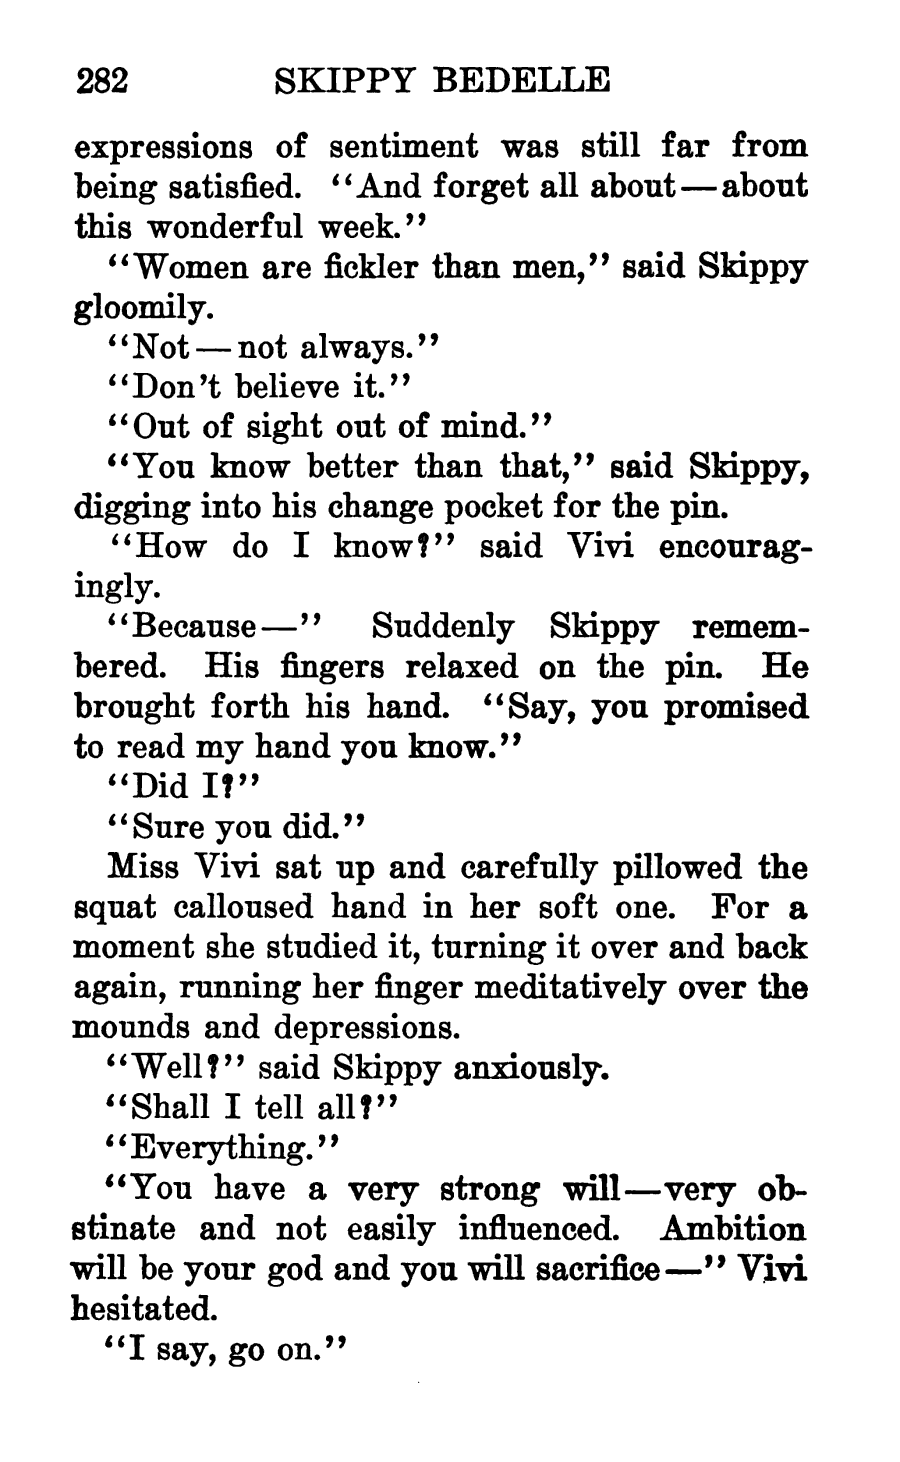 282 SKIPPY BEDELLE
expressions of sentiment was still far from
being satisfied. "And forget all about—about
this wonderful week."
"Women are fickler than men," said Skippy
gloomily.
"Not—not always."
"Don't believe it."
"Out of sight out of mind."
"You know better than that," said Skippy,
digging into his change pocket for the pin.
"How do I know?" said Vivi encourag-
ingly.
"Because—" Suddenly Skippy remem-
bered. His fingers relaxed on the pin. He
brought forth his hand. "Say, you promised
to read my hand you know."
"Did I?"
"Sure you did."
Miss Vivi sat up and carefully pillowed the
squat calloused hand in her soft one. For a
moment she studied it, turning it over and back
again, running her finger meditatively over the
mounds and depressions.
"Well?" said Skippy anxiously.
"Shall I tell all?"
"Everything."
"You have a very strong will—very ob-
stinate and not easily influenced. Ambition
will be your god and you will sacrifice—" Vivi
hesitated.
"I say, go on."